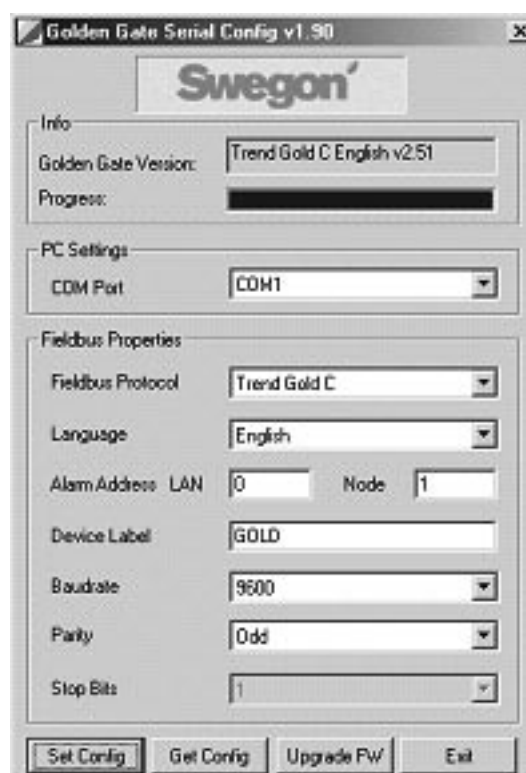 Golden Gate Serial Config v1.90
Swegon
Info
Golden Gate Version: Trend Gold C English v2.51
Progress:
PC Settings
COM Port COM1
Fieldbus Properties
Fieldbus Protocol Trend Gold C
Language English
Alarm Address LAN 0 Node 1
Device Label GOLD
Baudrate 9600
Parity Odd
Stop Bits 1
Set Config Get Config Upgrade FW Exit